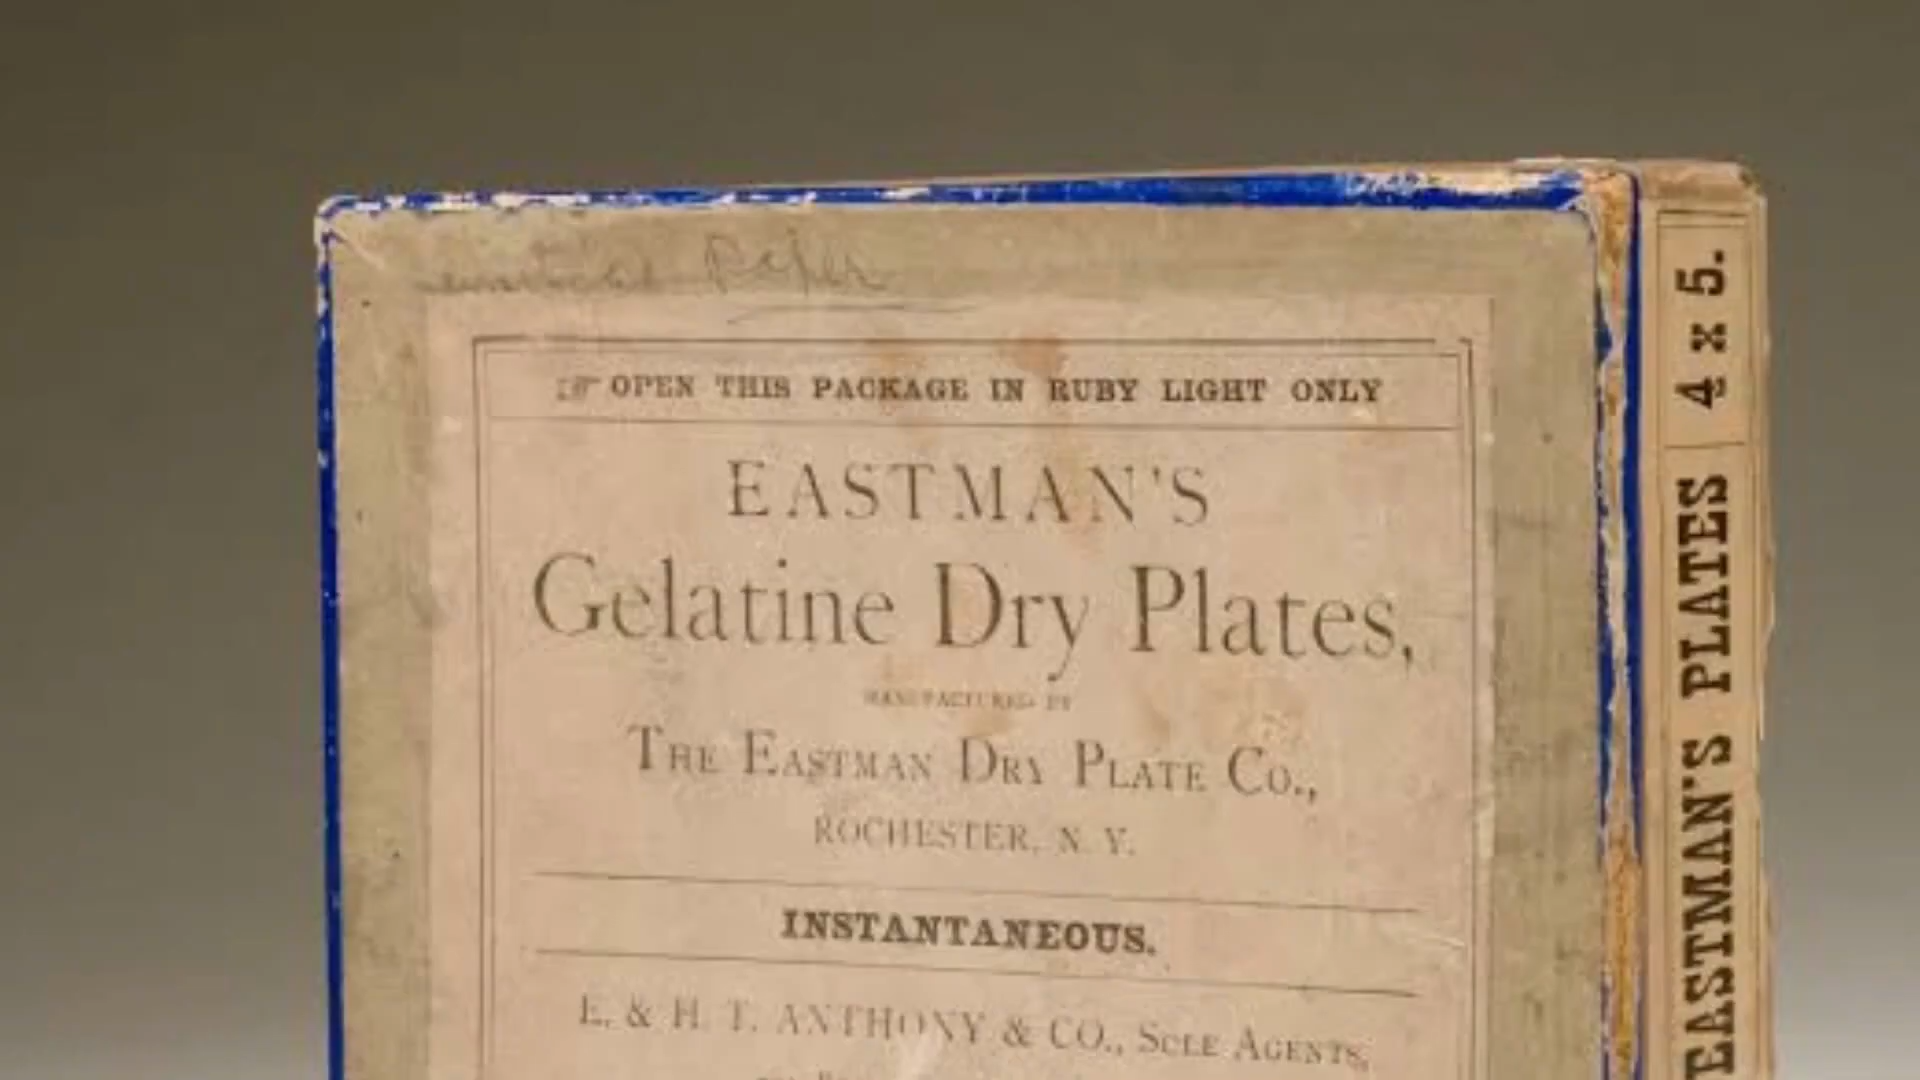 Paper
☞ OPEN THIS PACKAGE IN RUBY LIGHT ONLY
EASTMAN'S
Gelatine Dry Plates,
MANUFACTURED BY
THE EASTMAN DRY PLATE CO.,
ROCHESTER, N. Y.
INSTANTANEOUS.
E. & H. T. ANTHONY & CO., SOLE AGENTS,
EASTMAN'S PLATES 4 x 5.